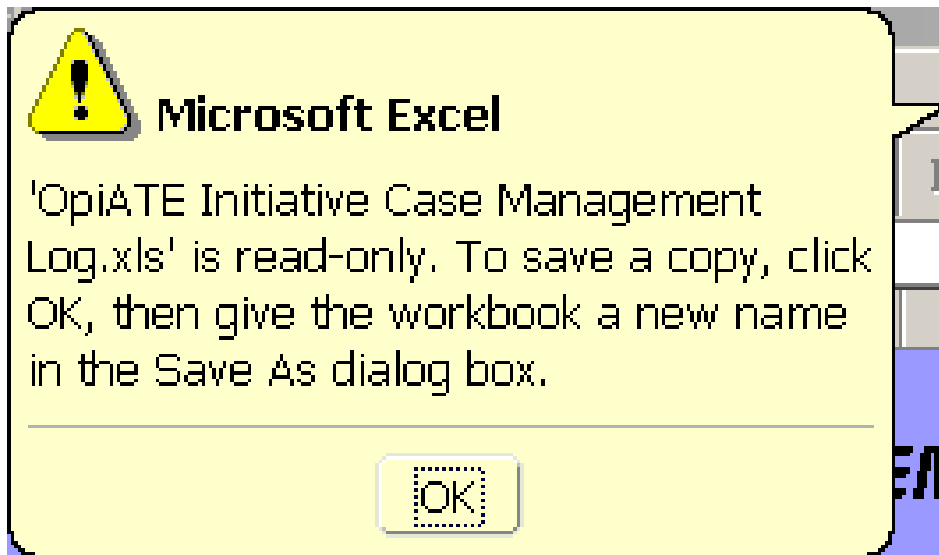 Microsoft Excel
'OpiATE Initiative Case Management
Log.xls' is read-only. To save a copy, click
OK, then give the workbook a new name
in the Save As dialog box.
OK